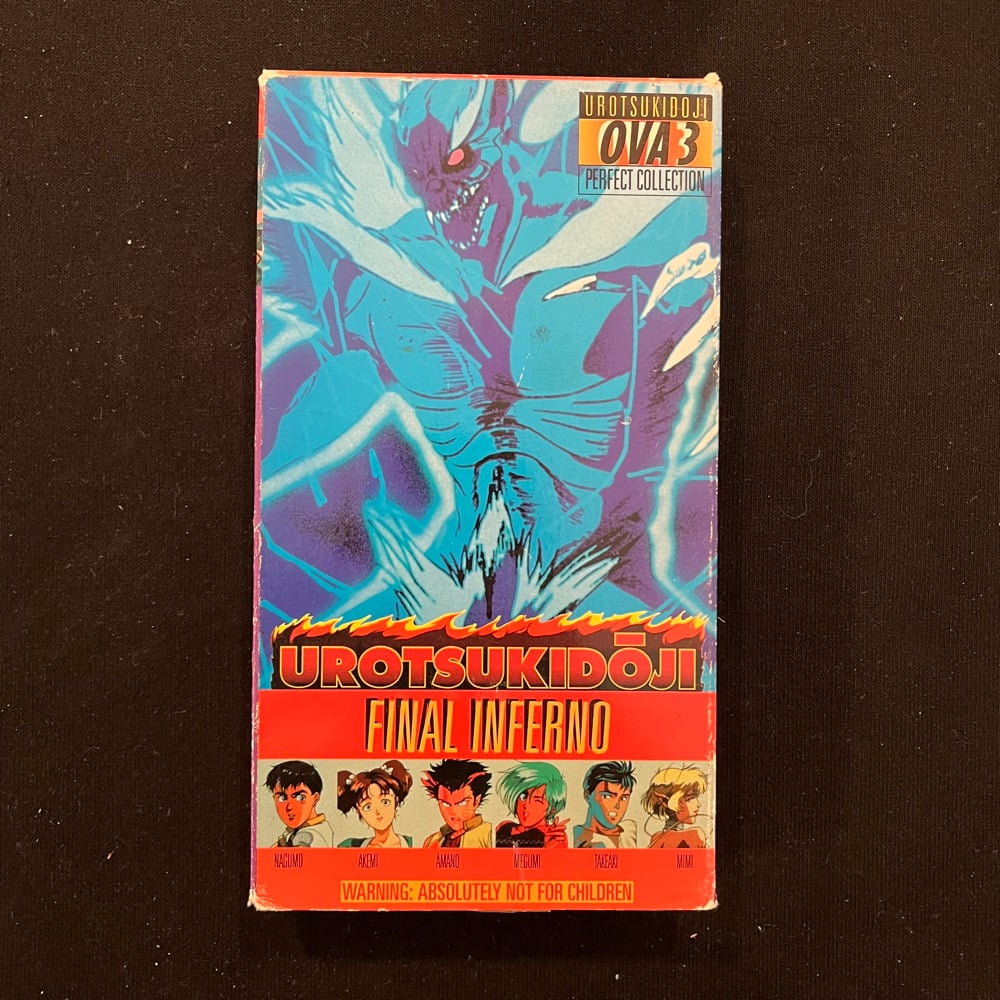 UROTSUKIDOJI
OVA 3
PERFECT COLLECTION
UROTSUKIDŌJI
FINAL INFERNO
NAGUMO AKEMI AMANO MEGUMI TAKEAKI MIMI
WARNING: ABSOLUTELY NOT FOR CHILDREN